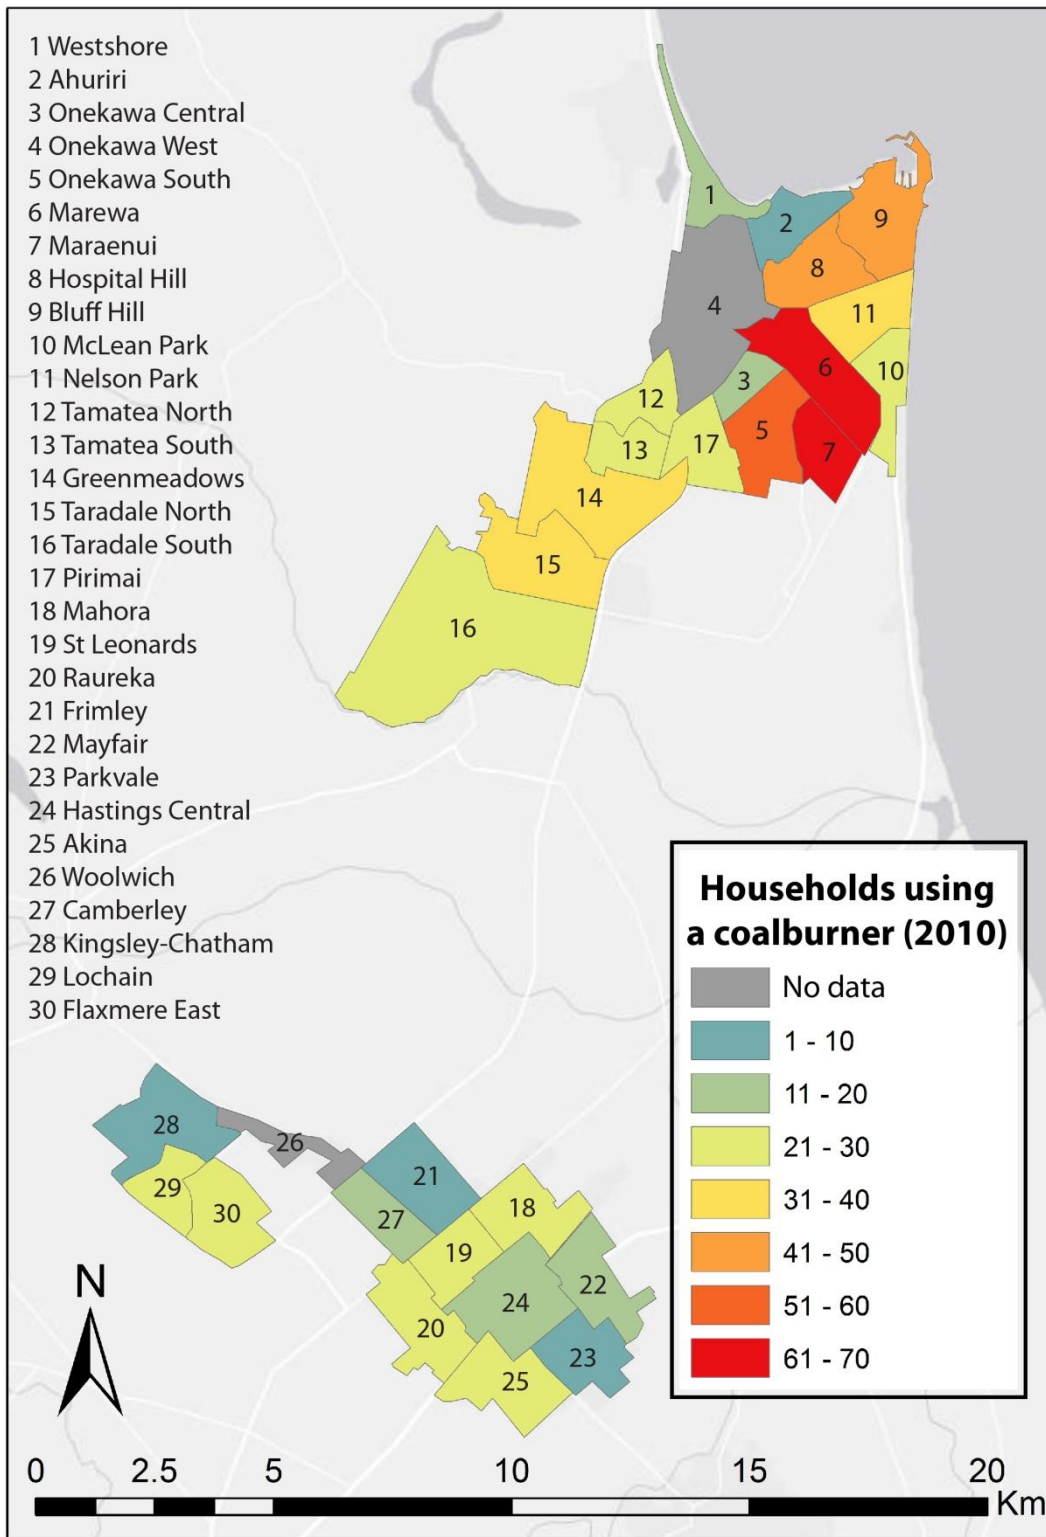 1 Westshore
2 Ahuriri
3 Onekawa Central
4 Onekawa West
5 Onekawa South
6 Marewa
7 Maraenui
8 Hospital Hill
9 Bluff Hill
10 McLean Park
11 Nelson Park
12 Tamatea North
13 Tamatea South
14 Greenmeadows
15 Taradale North
16 Taradale South
17 Pirimai
18 Mahora
19 St Leonards
20 Raureka
21 Frimley
22 Mayfair
23 Parkvale
24 Hastings Central
25 Akina
26 Woolwich
27 Camberley
28 Kingsley-Chatham
29 Lochain
30 Flaxmere East
1
2
9
8
4
11
6
10
3
12
5
17
13
7
14
15
16
Households using
a coalburner (2010)
No data
1 - 10
11 - 20
21 - 30
31 - 40
41 - 50
51 - 60
61 - 70
28
26
21
29
30
27
18
19
22
24
20
23
25
N
0 2.5 5 10 15 20
Km